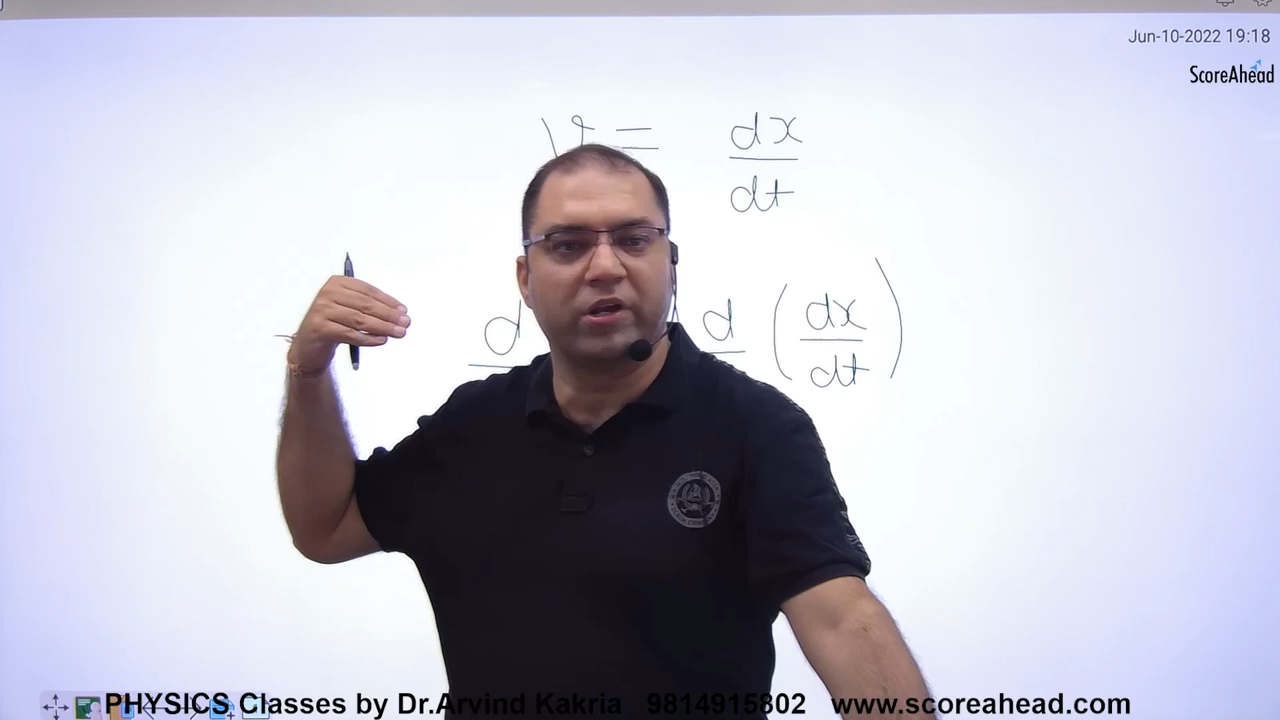 Jun-10-2022 19:18
ScoreAhead
v = dx/dt
d d (dx/dt)
PHYSICS Classes by Dr.Arvind Kakria 9814915802 www.scoreahead.com